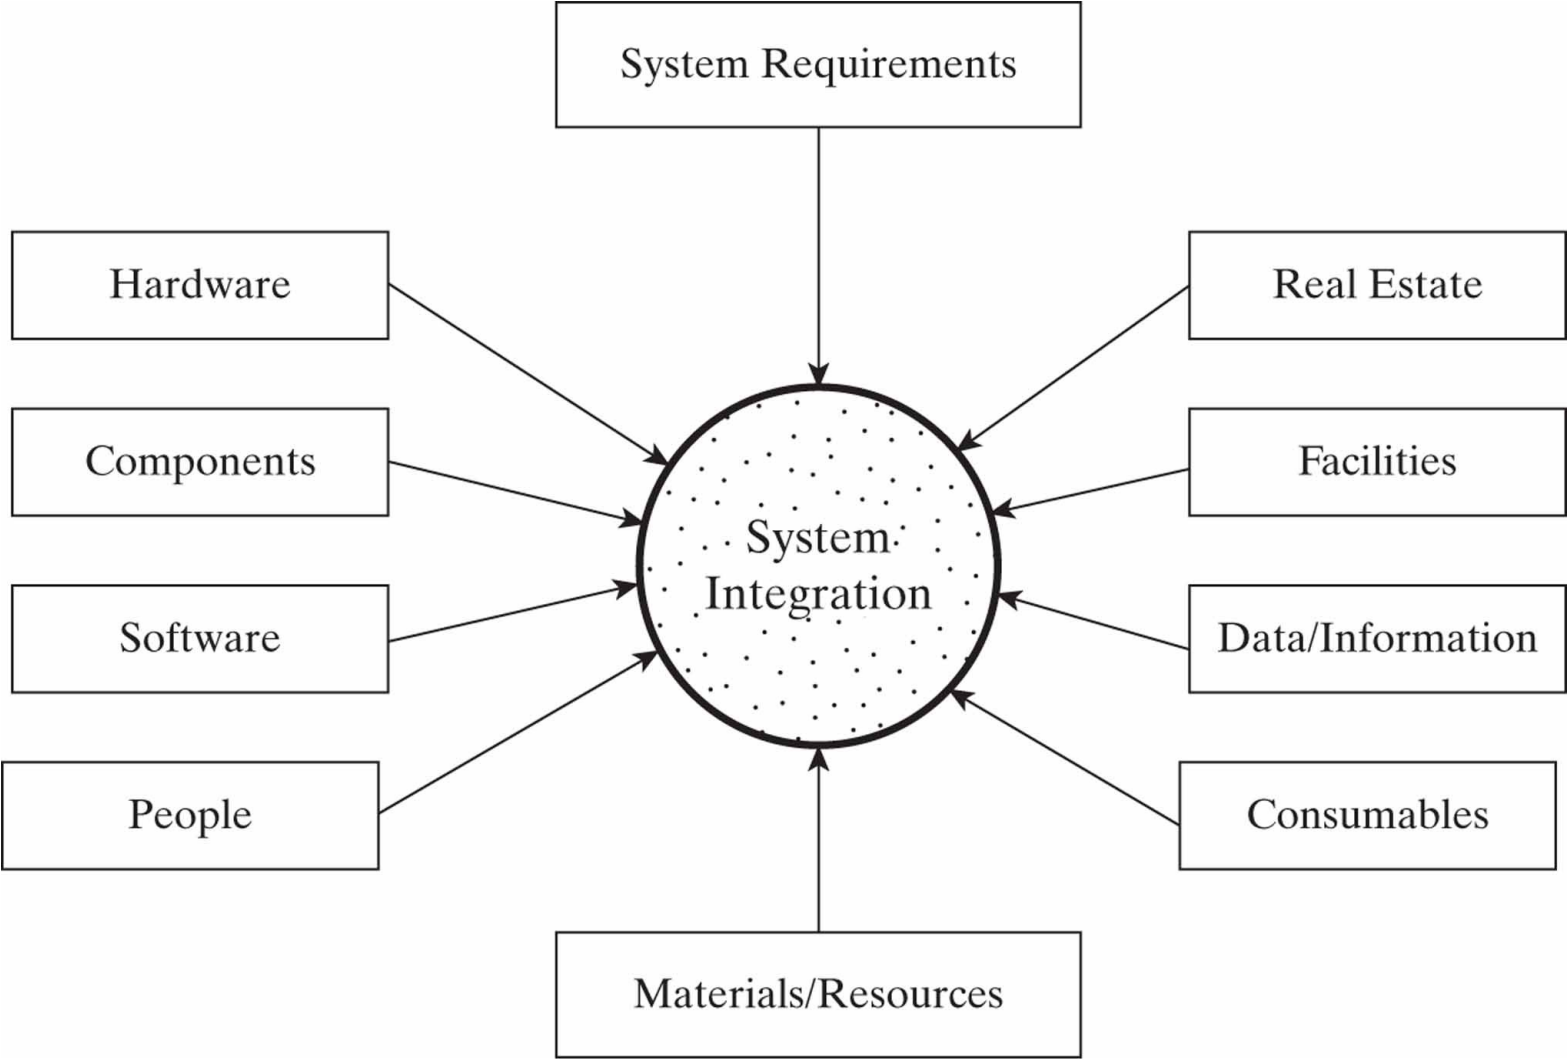 System Requirements
Hardware
Real Estate
Components
Facilities
System
Integration
Software
Data/Information
People
Consumables
Materials/Resources